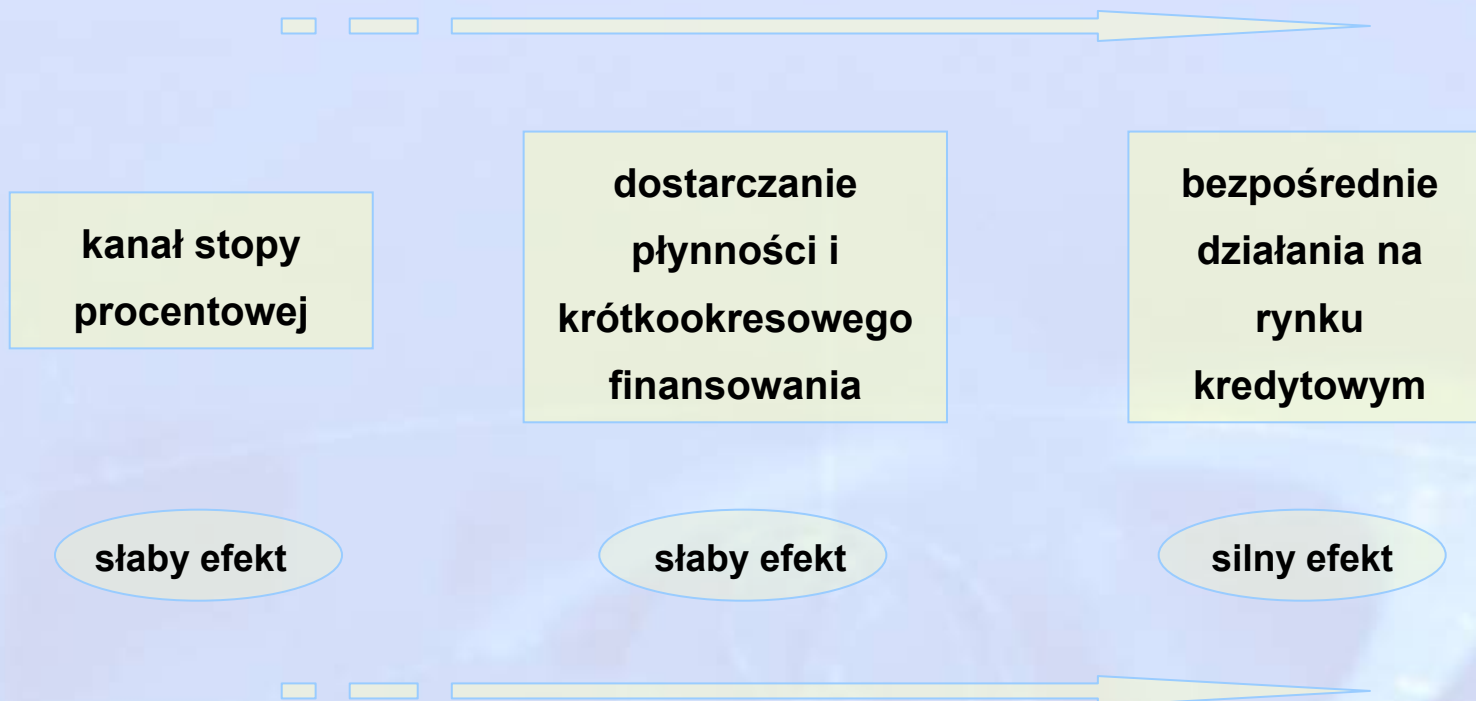 kanał stopy
procentowej
dostarczanie
płynności i
krótkookresowego
finansowania
bezpośrednie
działania na
rynku
kredytowym
słaby efekt
słaby efekt
silny efekt